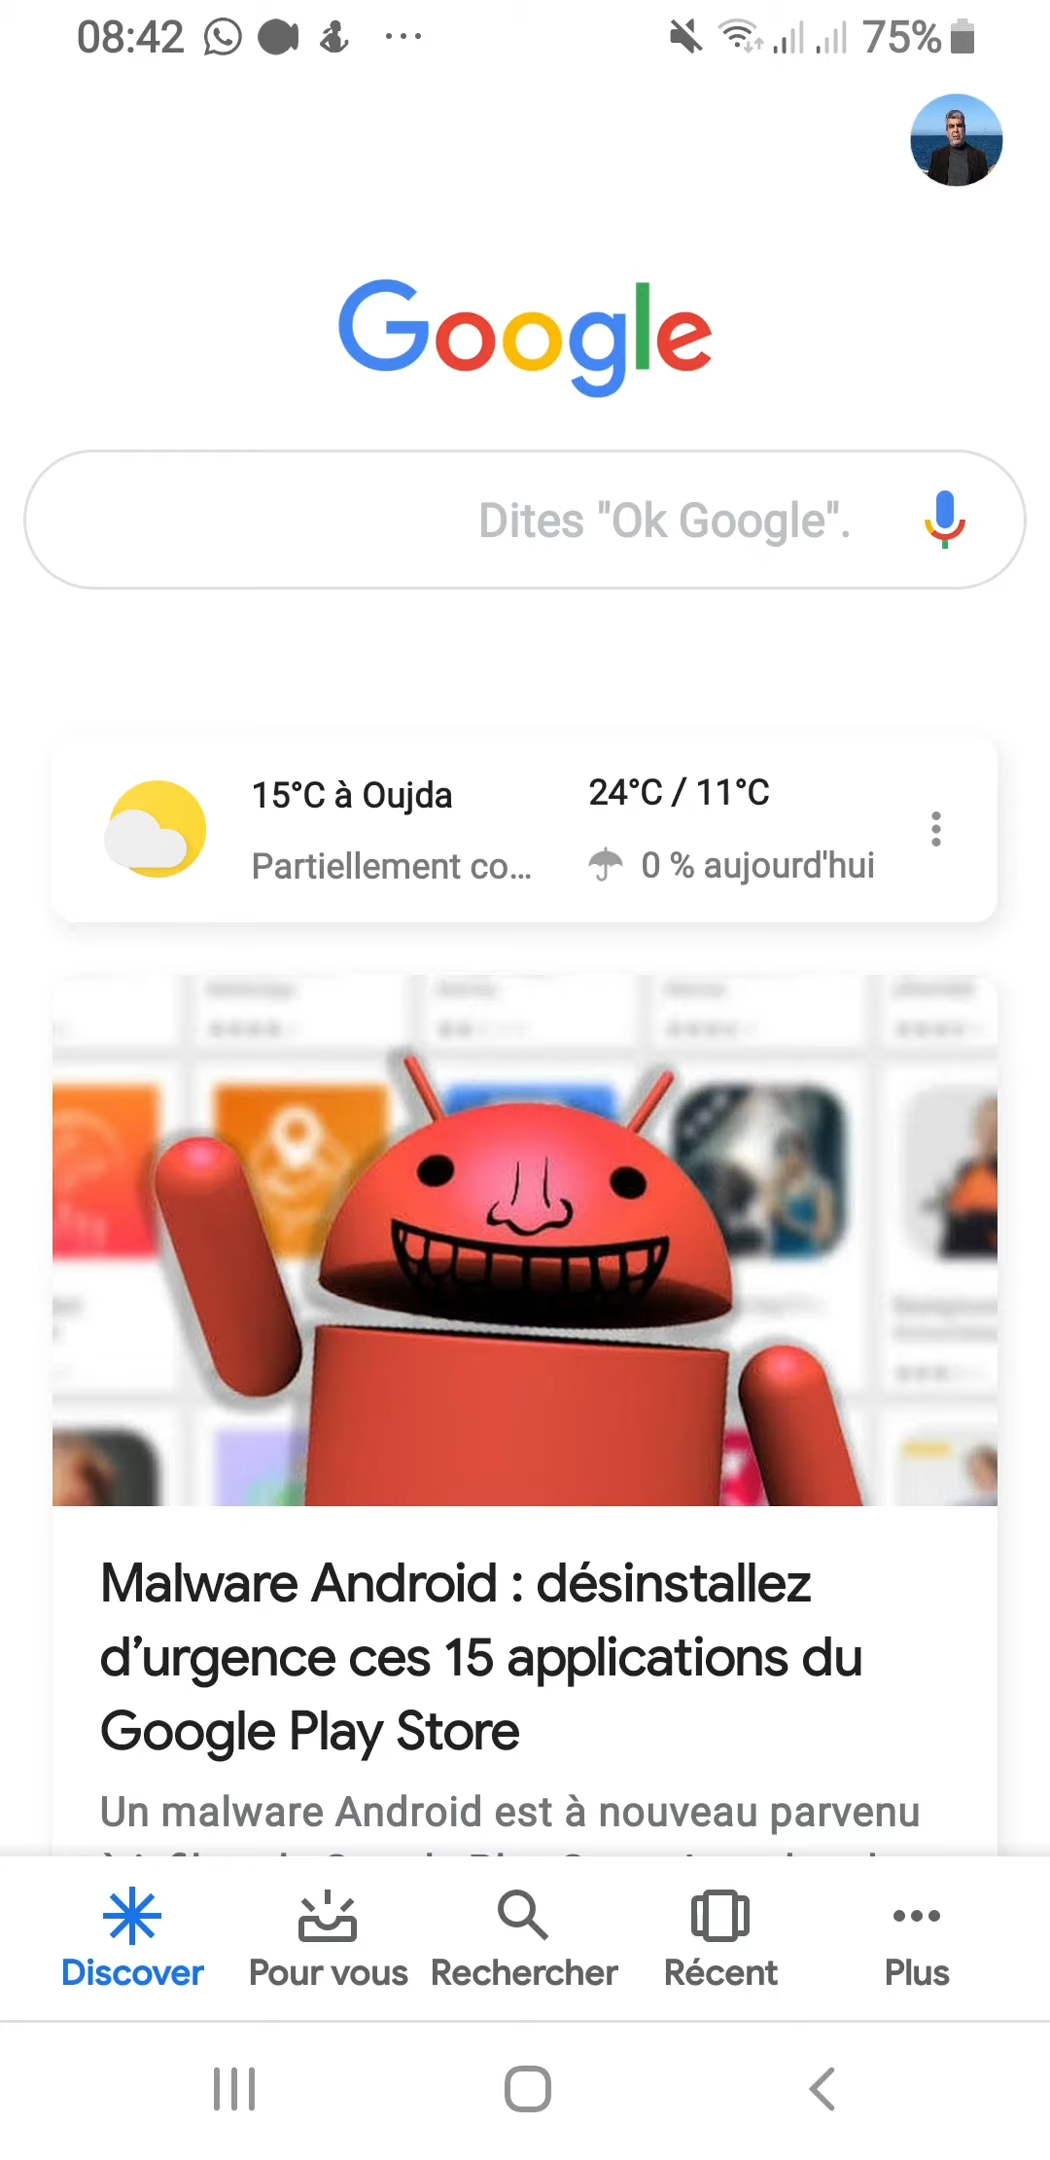 08:42 75%
Google
Dites "Ok Google".
15°C à Oujda 24°C / 11°C
Partiellement co... 0 % aujourd'hui
Malware Android : désinstallez
d’urgence ces 15 applications du
Google Play Store
Un malware Android est à nouveau parvenu
Discover Pour vous Rechercher Récent Plus